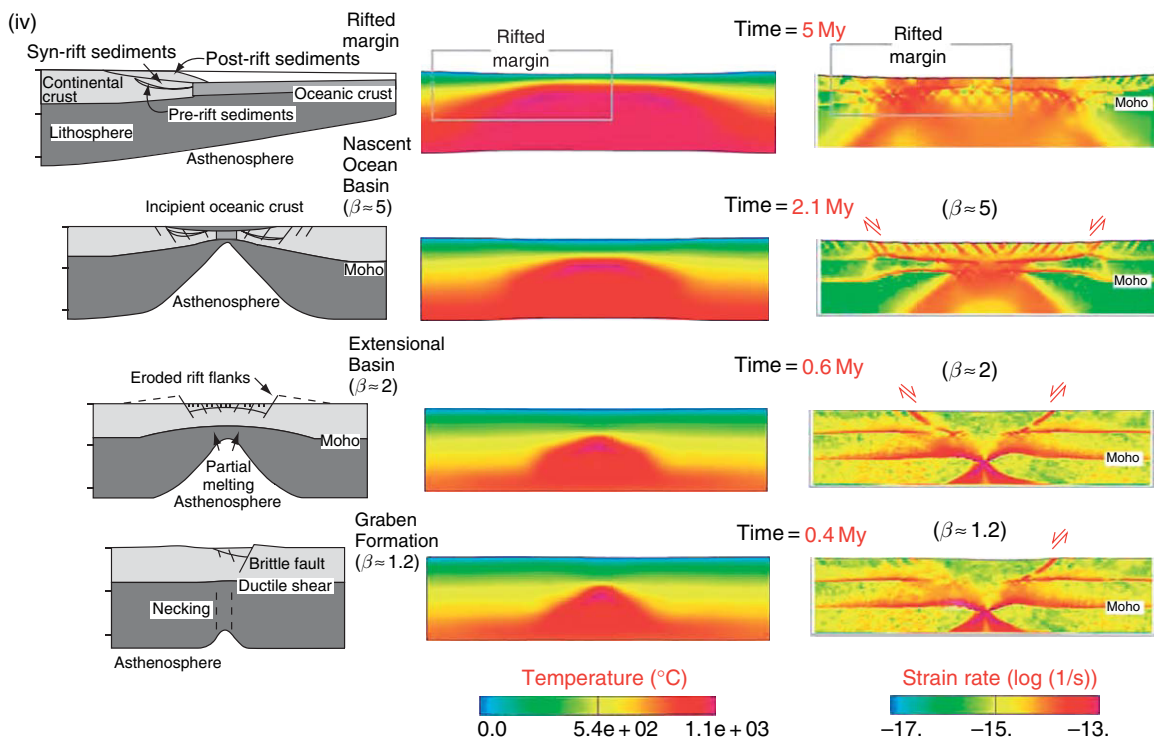 (iv)
Rifted
margin
Syn-rift sediments
Post-rift sediments
Continental
crust
Oceanic crust
Pre-rift sediments
Lithosphere
Asthenosphere
Rifted
margin
Time = 5 My
Rifted
margin
Moho
Nascent
Ocean
Basin
(β≈5)
Incipient oceanic crust
Moho
Asthenosphere
Time = 2.1 My
(β≈5)
Moho
Extensional
Basin
(β≈2)
Eroded rift flanks
Moho
Partial
melting
Asthenosphere
Time = 0.6 My
(β≈2)
Moho
Graben
Formation
(β≈1.2)
Brittle fault
Ductile shear
Necking
Asthenosphere
Time = 0.4 My
(β≈1.2)
Moho
Temperature (°C)
0.0 5.4e + 02 1.1e + 03
Strain rate (log (1/s))
−17. −15. −13.